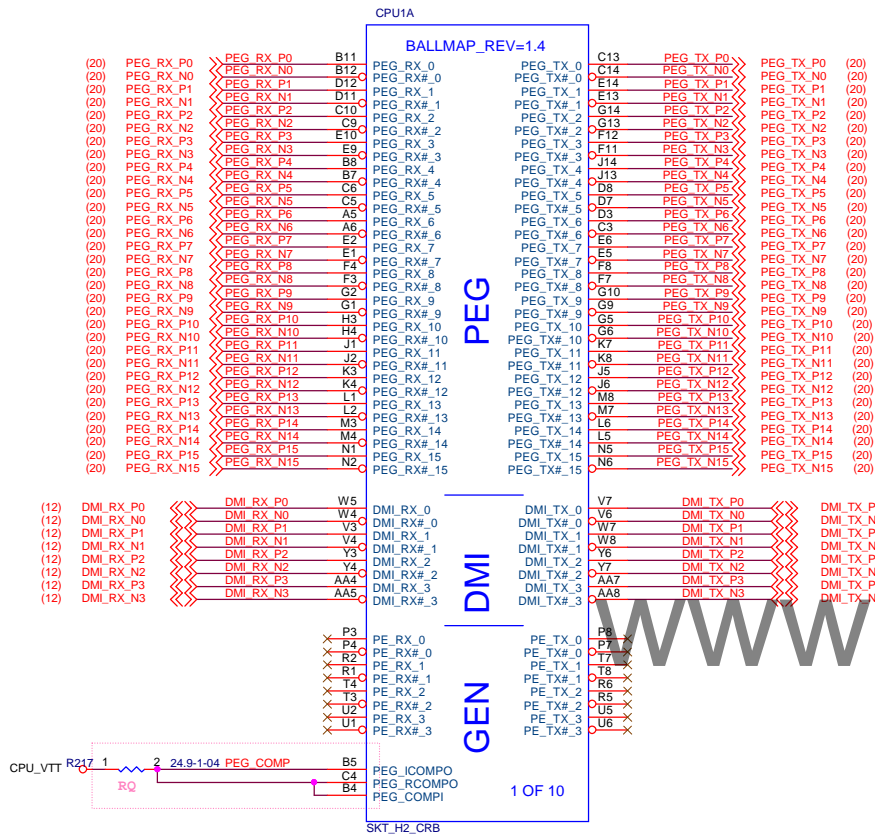 CPU1A
BALLMAP_REV=1.4
(20) PEG_RX_P0 PEG_RX_P0 B11 PEG_RX_0 PEG_TX_0 C13 PEG_TX_P0 PEG_TX_P0 (20)
(20) PEG_RX_N0 PEG_RX_N0 B12 PEG_RX#_0 PEG_TX#_0 C14 PEG_TX_N0 PEG_TX_N0 (20)
(20) PEG_RX_P1 PEG_RX_P1 D12 PEG_RX_1 PEG_TX_1 E14 PEG_TX_P1 PEG_TX_P1 (20)
(20) PEG_RX_N1 PEG_RX_N1 D11 PEG_RX#_1 PEG_TX#_1 E13 PEG_TX_N1 PEG_TX_N1 (20)
(20) PEG_RX_P2 PEG_RX_P2 C10 PEG_RX_2 PEG_TX_2 G14 PEG_TX_P2 PEG_TX_P2 (20)
(20) PEG_RX_N2 PEG_RX_N2 C9 PEG_RX#_2 PEG_TX#_2 G13 PEG_TX_N2 PEG_TX_N2 (20)
(20) PEG_RX_P3 PEG_RX_P3 E10 PEG_RX_3 PEG_TX_3 F12 PEG_TX_P3 PEG_TX_P3 (20)
(20) PEG_RX_N3 PEG_RX_N3 E9 PEG_RX#_3 PEG_TX#_3 F11 PEG_TX_N3 PEG_TX_N3 (20)
(20) PEG_RX_P4 PEG_RX_P4 B8 PEG_RX_4 PEG_TX_4 J14 PEG_TX_P4 PEG_TX_P4 (20)
(20) PEG_RX_N4 PEG_RX_N4 B7 PEG_RX#_4 PEG_TX#_4 J13 PEG_TX_N4 PEG_TX_N4 (20)
(20) PEG_RX_P5 PEG_RX_P5 C6 PEG_RX_5 PEG_TX_5 D8 PEG_TX_P5 PEG_TX_P5 (20)
(20) PEG_RX_N5 PEG_RX_N5 C5 PEG_RX#_5 PEG_TX#_5 D7 PEG_TX_N5 PEG_TX_N5 (20)
(20) PEG_RX_P6 PEG_RX_P6 A5 PEG_RX_6 PEG_TX_6 D3 PEG_TX_P6 PEG_TX_P6 (20)
(20) PEG_RX_N6 PEG_RX_N6 A6 PEG_RX#_6 PEG_TX#_6 C3 PEG_TX_N6 PEG_TX_N6 (20)
(20) PEG_RX_P7 PEG_RX_P7 E2 PEG_RX_7 PEG_TX_7 E6 PEG_TX_P7 PEG_TX_P7 (20)
(20) PEG_RX_N7 PEG_RX_N7 E1 PEG_RX#_7 PEG_TX#_7 E5 PEG_TX_N7 PEG_TX_N7 (20)
(20) PEG_RX_P8 PEG_RX_P8 F4 PEG_RX_8 PEG_TX_8 F8 PEG_TX_P8 PEG_TX_P8 (20)
(20) PEG_RX_N8 PEG_RX_N8 F3 PEG_RX#_8 PEG_TX#_8 F7 PEG_TX_N8 PEG_TX_N8 (20)
(20) PEG_RX_P9 PEG_RX_P9 G2 PEG_RX_9 PEG_TX_9 G10 PEG_TX_P9 PEG_TX_P9 (20)
(20) PEG_RX_N9 PEG_RX_N9 G1 PEG_RX#_9 PEG_TX#_9 G9 PEG_TX_N9 PEG_TX_N9 (20)
(20) PEG_RX_P10 PEG_RX_P10 H3 PEG_RX_10 PEG_TX_10 G5 PEG_TX_P10 PEG_TX_P10 (20)
(20) PEG_RX_N10 PEG_RX_N10 H4 PEG_RX#_10 PEG_TX#_10 G6 PEG_TX_N10 PEG_TX_N10 (20)
(20) PEG_RX_P11 PEG_RX_P11 J1 PEG_RX_11 PEG_TX_11 K7 PEG_TX_P11 PEG_TX_P11 (20)
(20) PEG_RX_N11 PEG_RX_N11 J2 PEG_RX#_11 PEG_TX#_11 K8 PEG_TX_N11 PEG_TX_N11 (20)
(20) PEG_RX_P12 PEG_RX_P12 K3 PEG_RX_12 PEG_TX_12 J5 PEG_TX_P12 PEG_TX_P12 (20)
(20) PEG_RX_N12 PEG_RX_N12 K4 PEG_RX#_12 PEG_TX#_12 J6 PEG_TX_N12 PEG_TX_N12 (20)
(20) PEG_RX_P13 PEG_RX_P13 L1 PEG_RX_13 PEG_TX_13 M8 PEG_TX_P13 PEG_TX_P13 (20)
(20) PEG_RX_N13 PEG_RX_N13 L2 PEG_RX#_13 PEG_TX#_13 M7 PEG_TX_N13 PEG_TX_N13 (20)
(20) PEG_RX_P14 PEG_RX_P14 M3 PEG_RX_14 PEG_TX_14 L6 PEG_TX_P14 PEG_TX_P14 (20)
(20) PEG_RX_N14 PEG_RX_N14 M4 PEG_RX#_14 PEG_TX#_14 L5 PEG_TX_N14 PEG_TX_N14 (20)
(20) PEG_RX_P15 PEG_RX_P15 N1 PEG_RX_15 PEG_TX_15 N5 PEG_TX_P15 PEG_TX_P15 (20)
(20) PEG_RX_N15 PEG_RX_N15 N2 PEG_RX#_15 PEG_TX#_15 N6 PEG_TX_N15 PEG_TX_N15 (20)
PEG
(12) DMI_RX_P0 DMI_RX_P0 W5 DMI_RX_0 DMI_TX_0 V7 DMI_TX_P0 DMI_TX_P
(12) DMI_RX_N0 DMI_RX_N0 W4 DMI_RX#_0 DMI_TX#_0 V6 DMI_TX_N0 DMI_TX_N
(12) DMI_RX_P1 DMI_RX_P1 V3 DMI_RX_1 DMI_TX_1 W7 DMI_TX_P1 DMI_TX_P
(12) DMI_RX_N1 DMI_RX_N1 V4 DMI_RX#_1 DMI_TX#_1 W8 DMI_TX_N1 DMI_TX_N
(12) DMI_RX_P2 DMI_RX_P2 Y3 DMI_RX_2 DMI_TX_2 Y6 DMI_TX_P2 DMI_TX_P
(12) DMI_RX_N2 DMI_RX_N2 Y4 DMI_RX#_2 DMI_TX#_2 Y7 DMI_TX_N2 DMI_TX_N
(12) DMI_RX_P3 DMI_RX_P3 AA4 DMI_RX_3 DMI_TX_3 AA7 DMI_TX_P3 DMI_TX_P
(12) DMI_RX_N3 DMI_RX_N3 AA5 DMI_RX#_3 DMI_TX#_3 AA8 DMI_TX_N3 DMI_TX_N
DMI
www
P3 PE_RX_0 PE_TX_0 P8
P4 PE_RX#_0 PE_TX#_0 P7
R2 PE_RX_1 PE_TX_1 T7
R1 PE_RX#_1 PE_TX#_1 T8
T4 PE_RX_2 PE_TX_2 R6
T3 PE_RX#_2 PE_TX#_2 R5
U2 PE_RX_3 PE_TX_3 U5
U1 PE_RX#_3 PE_TX#_3 U6
GEN
CPU_VTT R217 1 2 24.9-1-04 PEG_COMP B5 PEG_ICOMPO
RQ
C4 PEG_RCOMPO
B4 PEG_COMPI
1 OF 10
SKT_H2_CRB